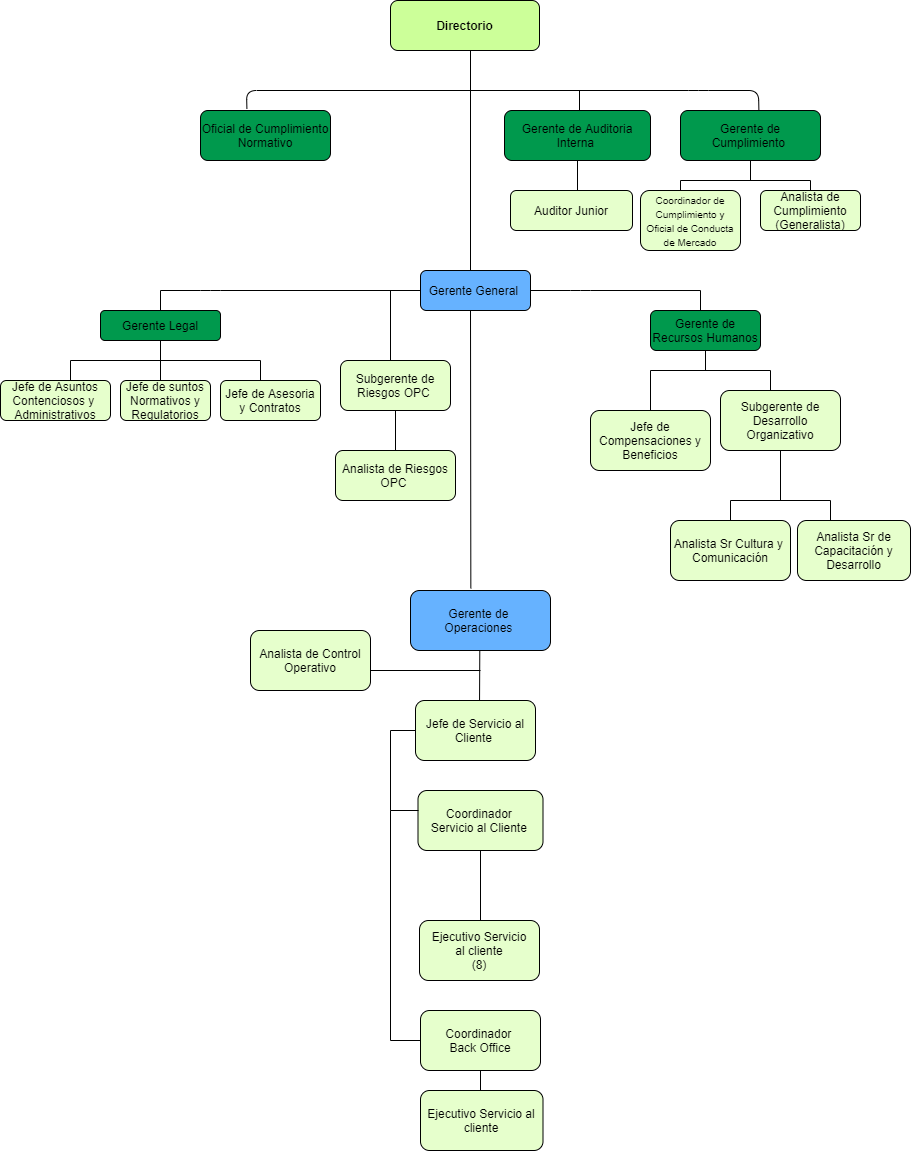 Directorio
Oficial de Cumplimiento
Normativo
Gerente de Auditoria
Interna
Gerente de
Cumplimiento
Auditor Junior
Coordinador de
Cumplimiento y
Oficial de Conducta
de Mercado
Analista de
Cumplimiento
(Generalista)
Gerente General
Gerente Legal
Gerente de
Recursos Humanos
Jefe de Asuntos
Contenciosos y
Administrativos
Jefe de suntos
Normativos y
Regulatorios
Jefe de Asesoria
y Contratos
Subgerente de
Riesgos OPC
Analista de Riesgos
OPC
Jefe de
Compensaciones y
Beneficios
Subgerente de
Desarrollo
Organizativo
Analista Sr Cultura y
Comunicación
Analista Sr de
Capacitación y
Desarrollo
Gerente de
Operaciones
Analista de Control
Operativo
Jefe de Servicio al
Cliente
Coordinador
Servicio al Cliente
Ejecutivo Servicio
al cliente
(8)
Coordinador
Back Office
Ejecutivo Servicio al
cliente